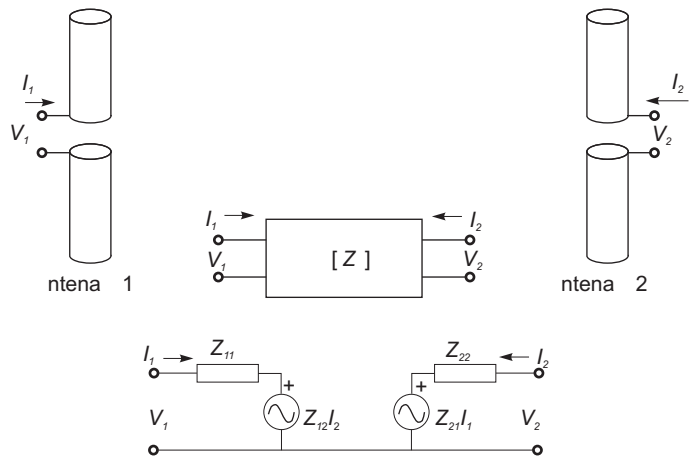 I1
I2
V1
V2
I1
I2
[ Z ]
V1
V2
ntena 1
ntena 2
I1
Z11
Z22
I2
+
+
V1
Z12I2
Z21I1
V2